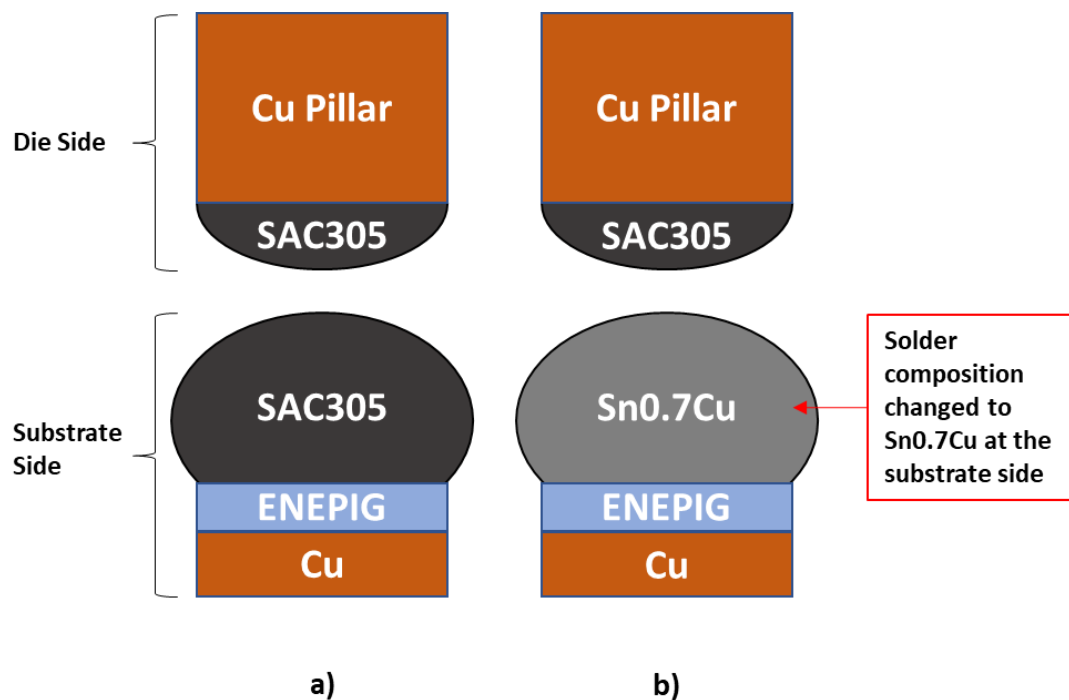 Cu Pillar
Cu Pillar
Die Side
SAC305
SAC305
Solder
composition
changed to
Sn0.7Cu at the
substrate side
SAC305
Sn0.7Cu
Substrate
Side
ENEPIG
ENEPIG
Cu
Cu
a)
b)